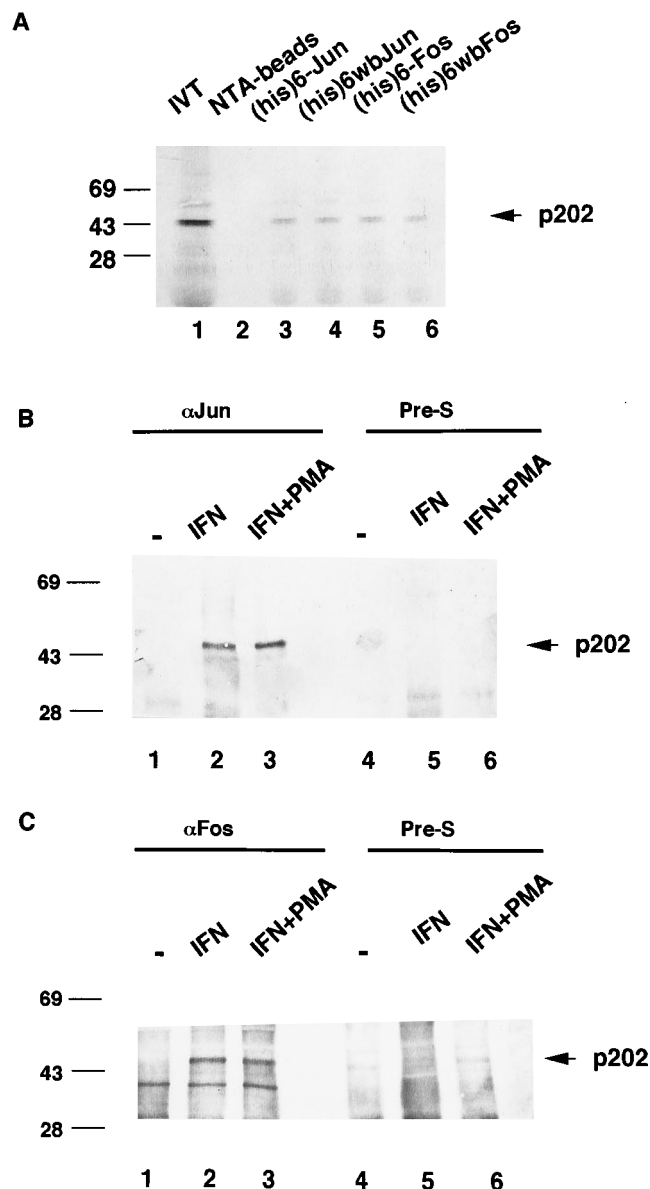 A
IVT NTA-beads (his)6-Jun (his)6wbJun (his)6-Fos (his)6wbFos
69
43
28
p202
1 2 3 4 5 6
B
αJun Pre-S
- IFN IFN+PMA - IFN IFN+PMA
69
43
28
p202
1 2 3 4 5 6
C
αFos Pre-S
- IFN IFN+PMA - IFN IFN+PMA
69
43
28
p202
1 2 3 4 5 6